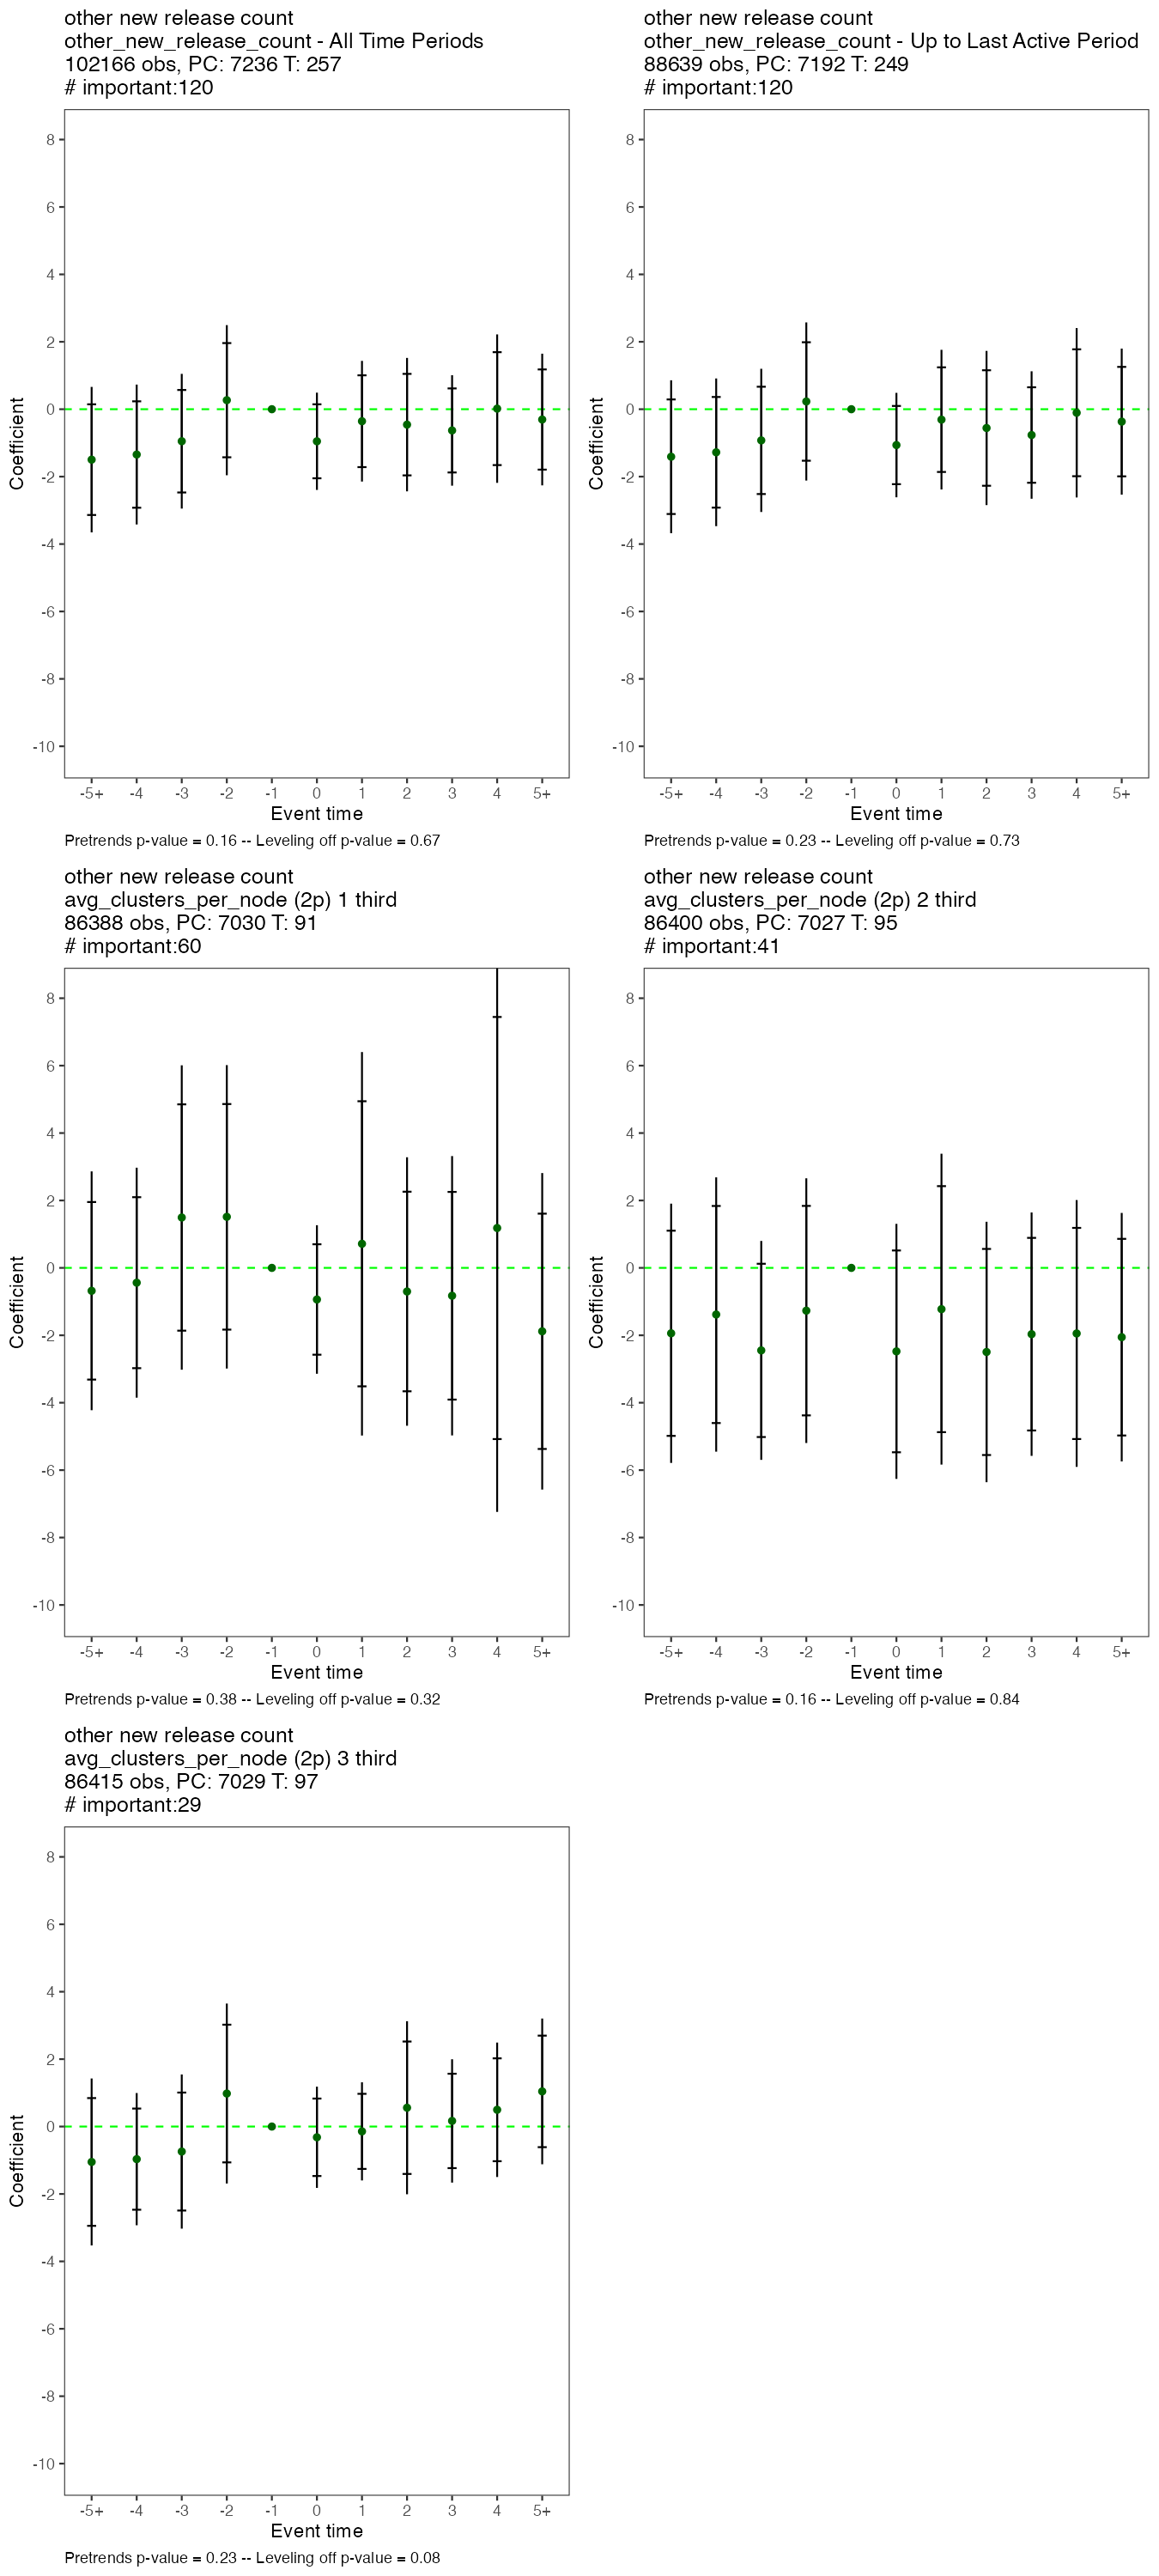 other new release count
other_new_release_count - All Time Periods
102166 obs, PC: 7236 T: 257
# important:120
8
6
4
2
0
-2
-4
-6
-8
-10
Coefficient
-5+ -4 -3 -2 -1 0 1 2 3 4 5+
Event time
Pretrends p-value = 0.16 -- Leveling off p-value = 0.67
other new release count
other_new_release_count - Up to Last Active Period
88639 obs, PC: 7192 T: 249
# important:120
8
6
4
2
0
-2
-4
-6
-8
-10
Coefficient
-5+ -4 -3 -2 -1 0 1 2 3 4 5+
Event time
Pretrends p-value = 0.23 -- Leveling off p-value = 0.73
other new release count
avg_clusters_per_node (2p) 1 third
86388 obs, PC: 7030 T: 91
# important:60
8
6
4
2
0
-2
-4
-6
-8
-10
Coefficient
-5+ -4 -3 -2 -1 0 1 2 3 4 5+
Event time
Pretrends p-value = 0.38 -- Leveling off p-value = 0.32
other new release count
avg_clusters_per_node (2p) 2 third
86400 obs, PC: 7027 T: 95
# important:41
8
6
4
2
0
-2
-4
-6
-8
-10
Coefficient
-5+ -4 -3 -2 -1 0 1 2 3 4 5+
Event time
Pretrends p-value = 0.16 -- Leveling off p-value = 0.84
other new release count
avg_clusters_per_node (2p) 3 third
86415 obs, PC: 7029 T: 97
# important:29
8
6
4
2
0
-2
-4
-6
-8
-10
Coefficient
-5+ -4 -3 -2 -1 0 1 2 3 4 5+
Event time
Pretrends p-value = 0.23 -- Leveling off p-value = 0.08